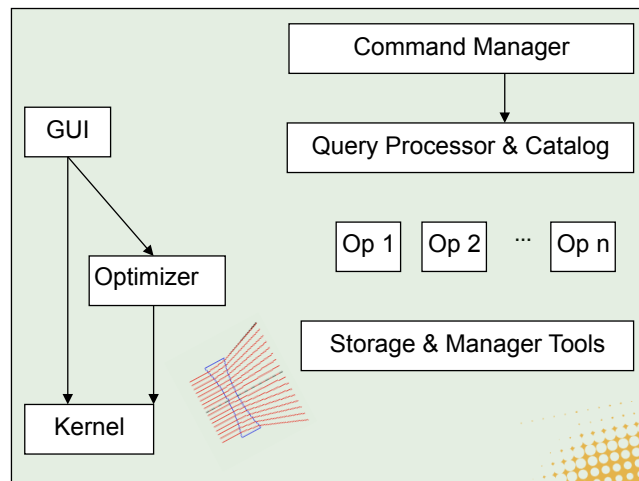 Command Manager
GUI
Query Processor & Catalog
Op 1 Op 2 ... Op n
Optimizer
Storage & Manager Tools
Kernel